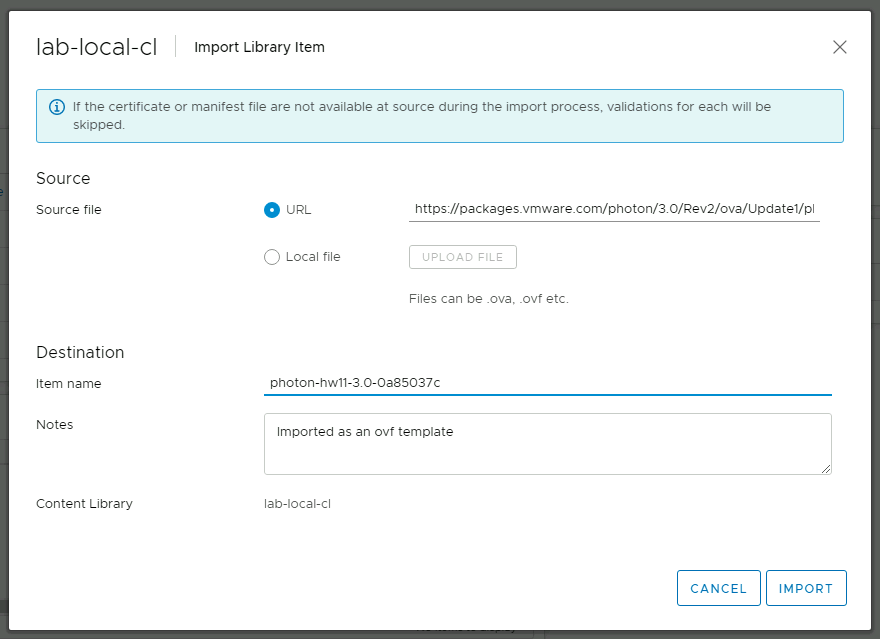 lab-local-cl Import Library Item
If the certificate or manifest file are not available at source during the import process, validations for each will be
skipped.
Source
Source file URL https://packages.vmware.com/photon/3.0/Rev2/ova/Update1/pl
Local file UPLOAD FILE
Files can be .ova, .ovf etc.
Destination
Item name photon-hw11-3.0-0a85037c
Notes Imported as an ovf template
Content Library lab-local-cl
CANCEL IMPORT